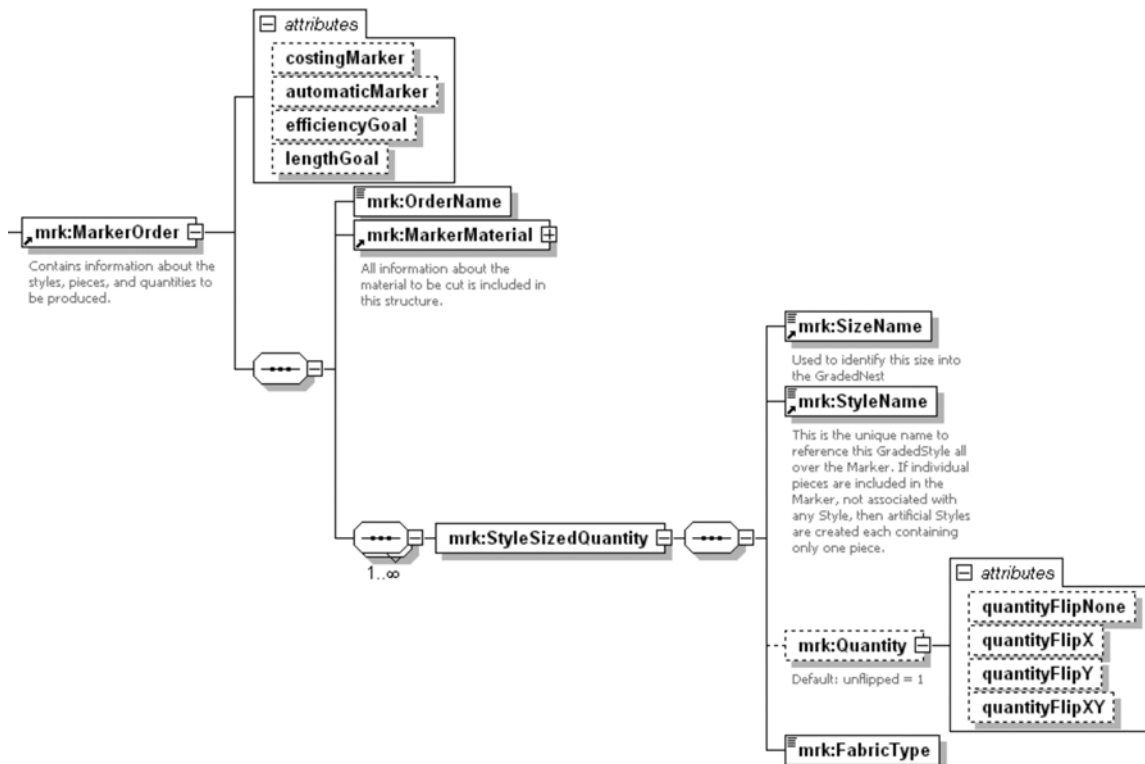 attributes
costingMarker
automaticMarker
efficiencyGoal
lengthGoal
mrk:OrderName
mrk:MarkerOrder
mrk:MarkerMaterial
Contains information about the
styles, pieces, and quantities to
be produced.
All information about the
material to be cut is included in
this structure.
mrk:SizeName
Used to identify this size into
the GradedNest
mrk:StyleName
This is the unique name to
reference this GradedStyle all
over the Marker. If individual
pieces are included in the
Marker, not associated with
any Style, then artificial Styles
are created each containing
only one piece.
mrk:StyleSizedQuantity
1..∞
attributes
quantityFlipNone
quantityFlipX
quantityFlipY
quantityFlipXY
mrk:Quantity
Default: unflipped = 1
mrk:FabricType